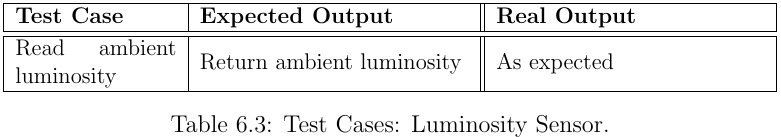 Test Case Expected Output Real Output
Read ambient
luminosity Return ambient luminosity As expected
Table 6.3: Test Cases: Luminosity Sensor.